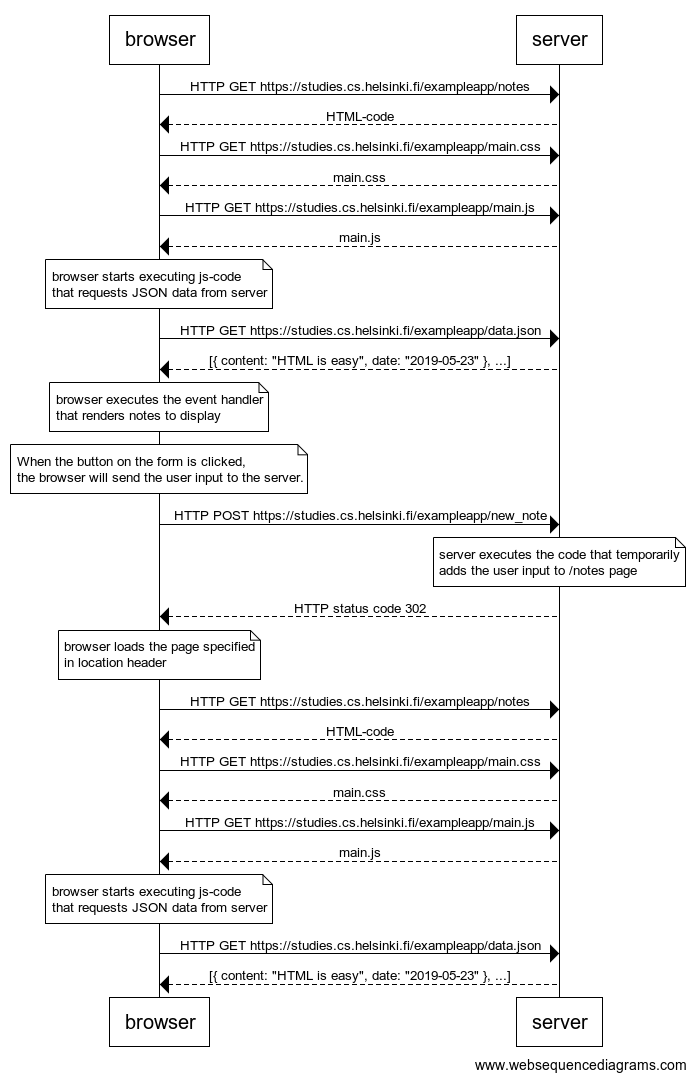 browser
server
HTTP GET https://studies.cs.helsinki.fi/exampleapp/notes
HTML-code
HTTP GET https://studies.cs.helsinki.fi/exampleapp/main.css
main.css
HTTP GET https://studies.cs.helsinki.fi/exampleapp/main.js
main.js
browser starts executing js-code
that requests JSON data from server
HTTP GET https://studies.cs.helsinki.fi/exampleapp/data.json
[{ content: "HTML is easy", date: "2019-05-23" }, ...]
browser executes the event handler
that renders notes to display
When the button on the form is clicked,
the browser will send the user input to the server.
HTTP POST https://studies.cs.helsinki.fi/exampleapp/new_note
server executes the code that temporarily
adds the user input to /notes page
HTTP status code 302
browser loads the page specified
in location header
HTTP GET https://studies.cs.helsinki.fi/exampleapp/notes
HTML-code
HTTP GET https://studies.cs.helsinki.fi/exampleapp/main.css
main.css
HTTP GET https://studies.cs.helsinki.fi/exampleapp/main.js
main.js
browser starts executing js-code
that requests JSON data from server
HTTP GET https://studies.cs.helsinki.fi/exampleapp/data.json
[{ content: "HTML is easy", date: "2019-05-23" }, ...]
browser
server
www.websequencediagrams.com